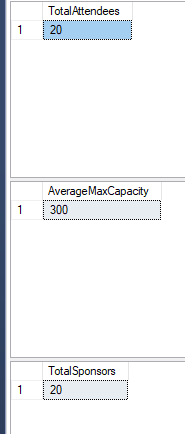 TotalAttendees
1 20
AverageMaxCapacity
1 300
TotalSponsors
1 20